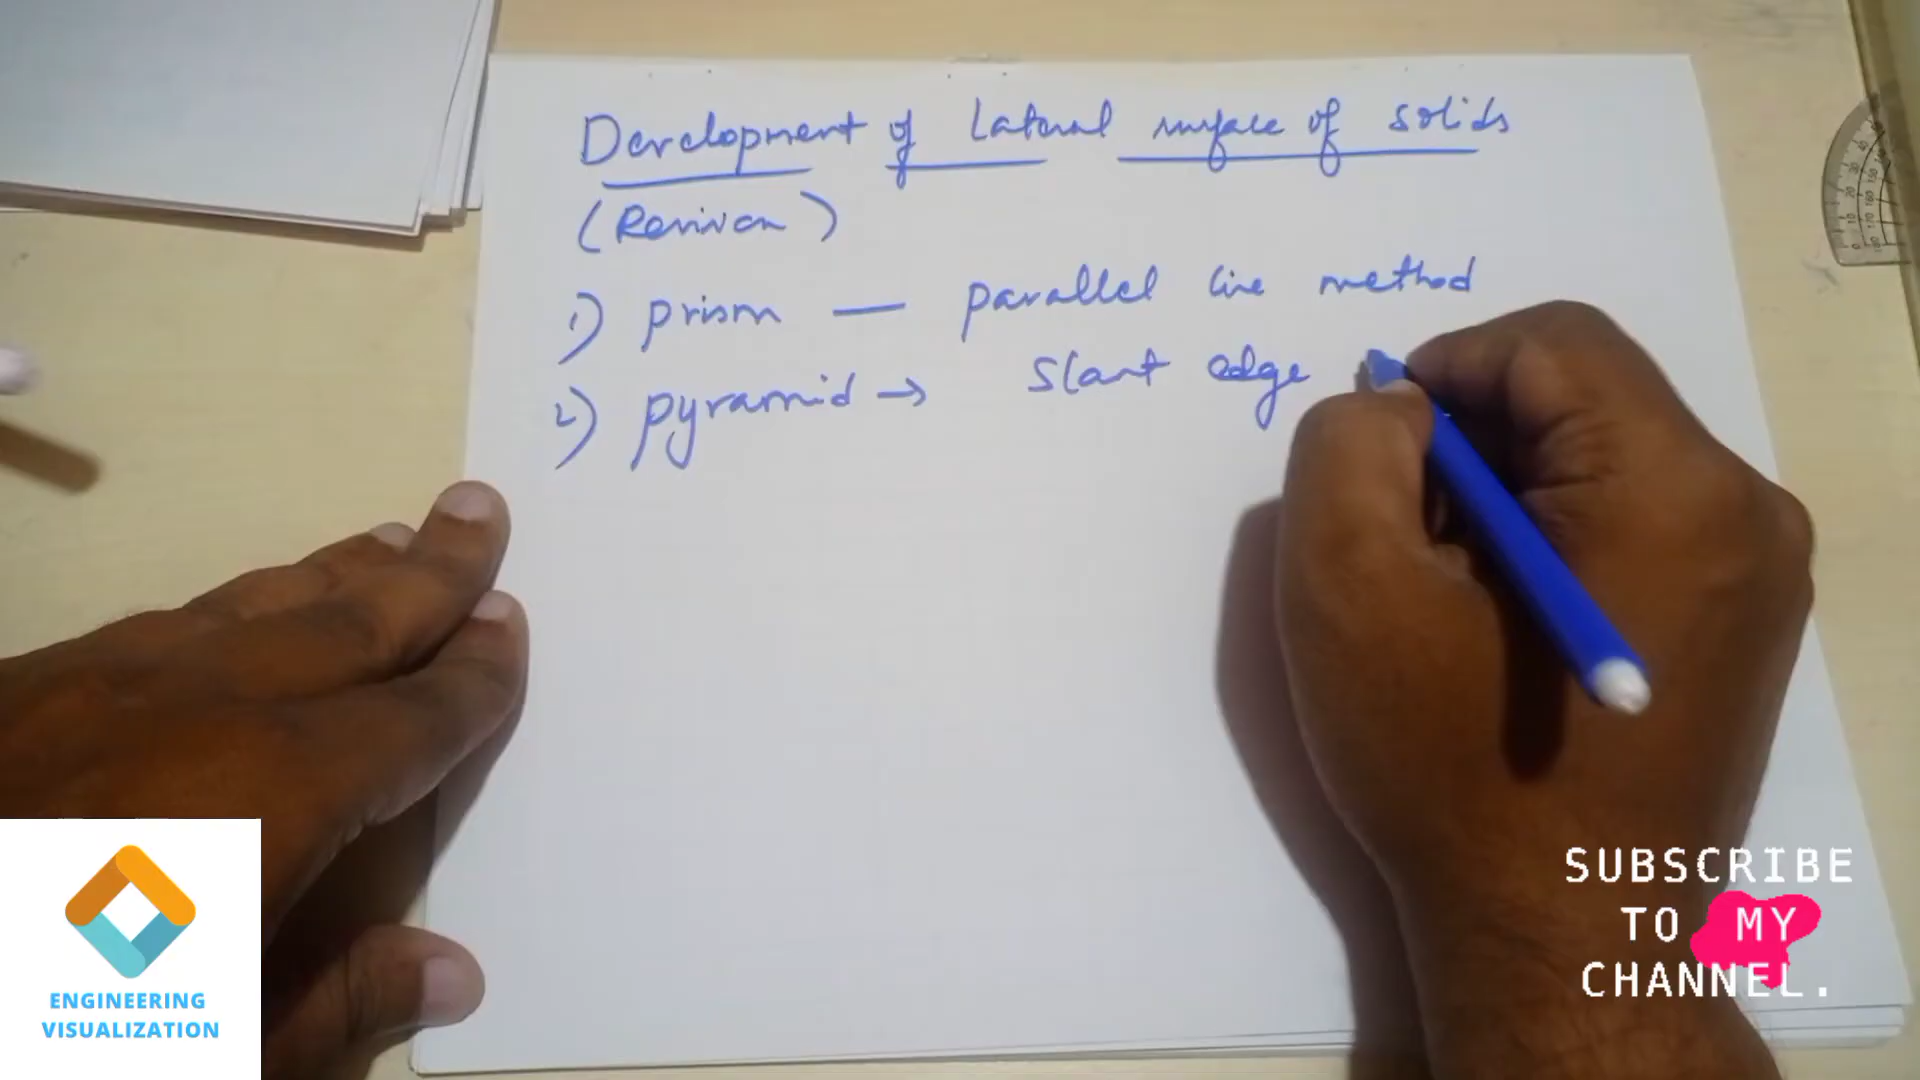 Development of Lateral surface of solids
(Revision)
1) prism — parallel line method
2) pyramid → slant edge
ENGINEERING
VISUALIZATION
SUBSCRIBE
TO MY
CHANNEL.